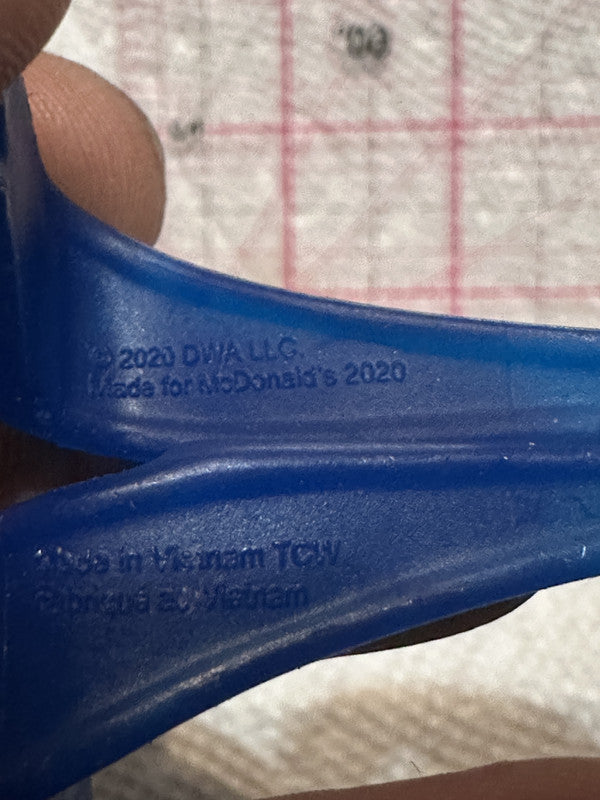 © 2020 DWA LLC.
Made for McDonald's 2020
Made in Vietnam TCW
Fabriqué au Vietnam